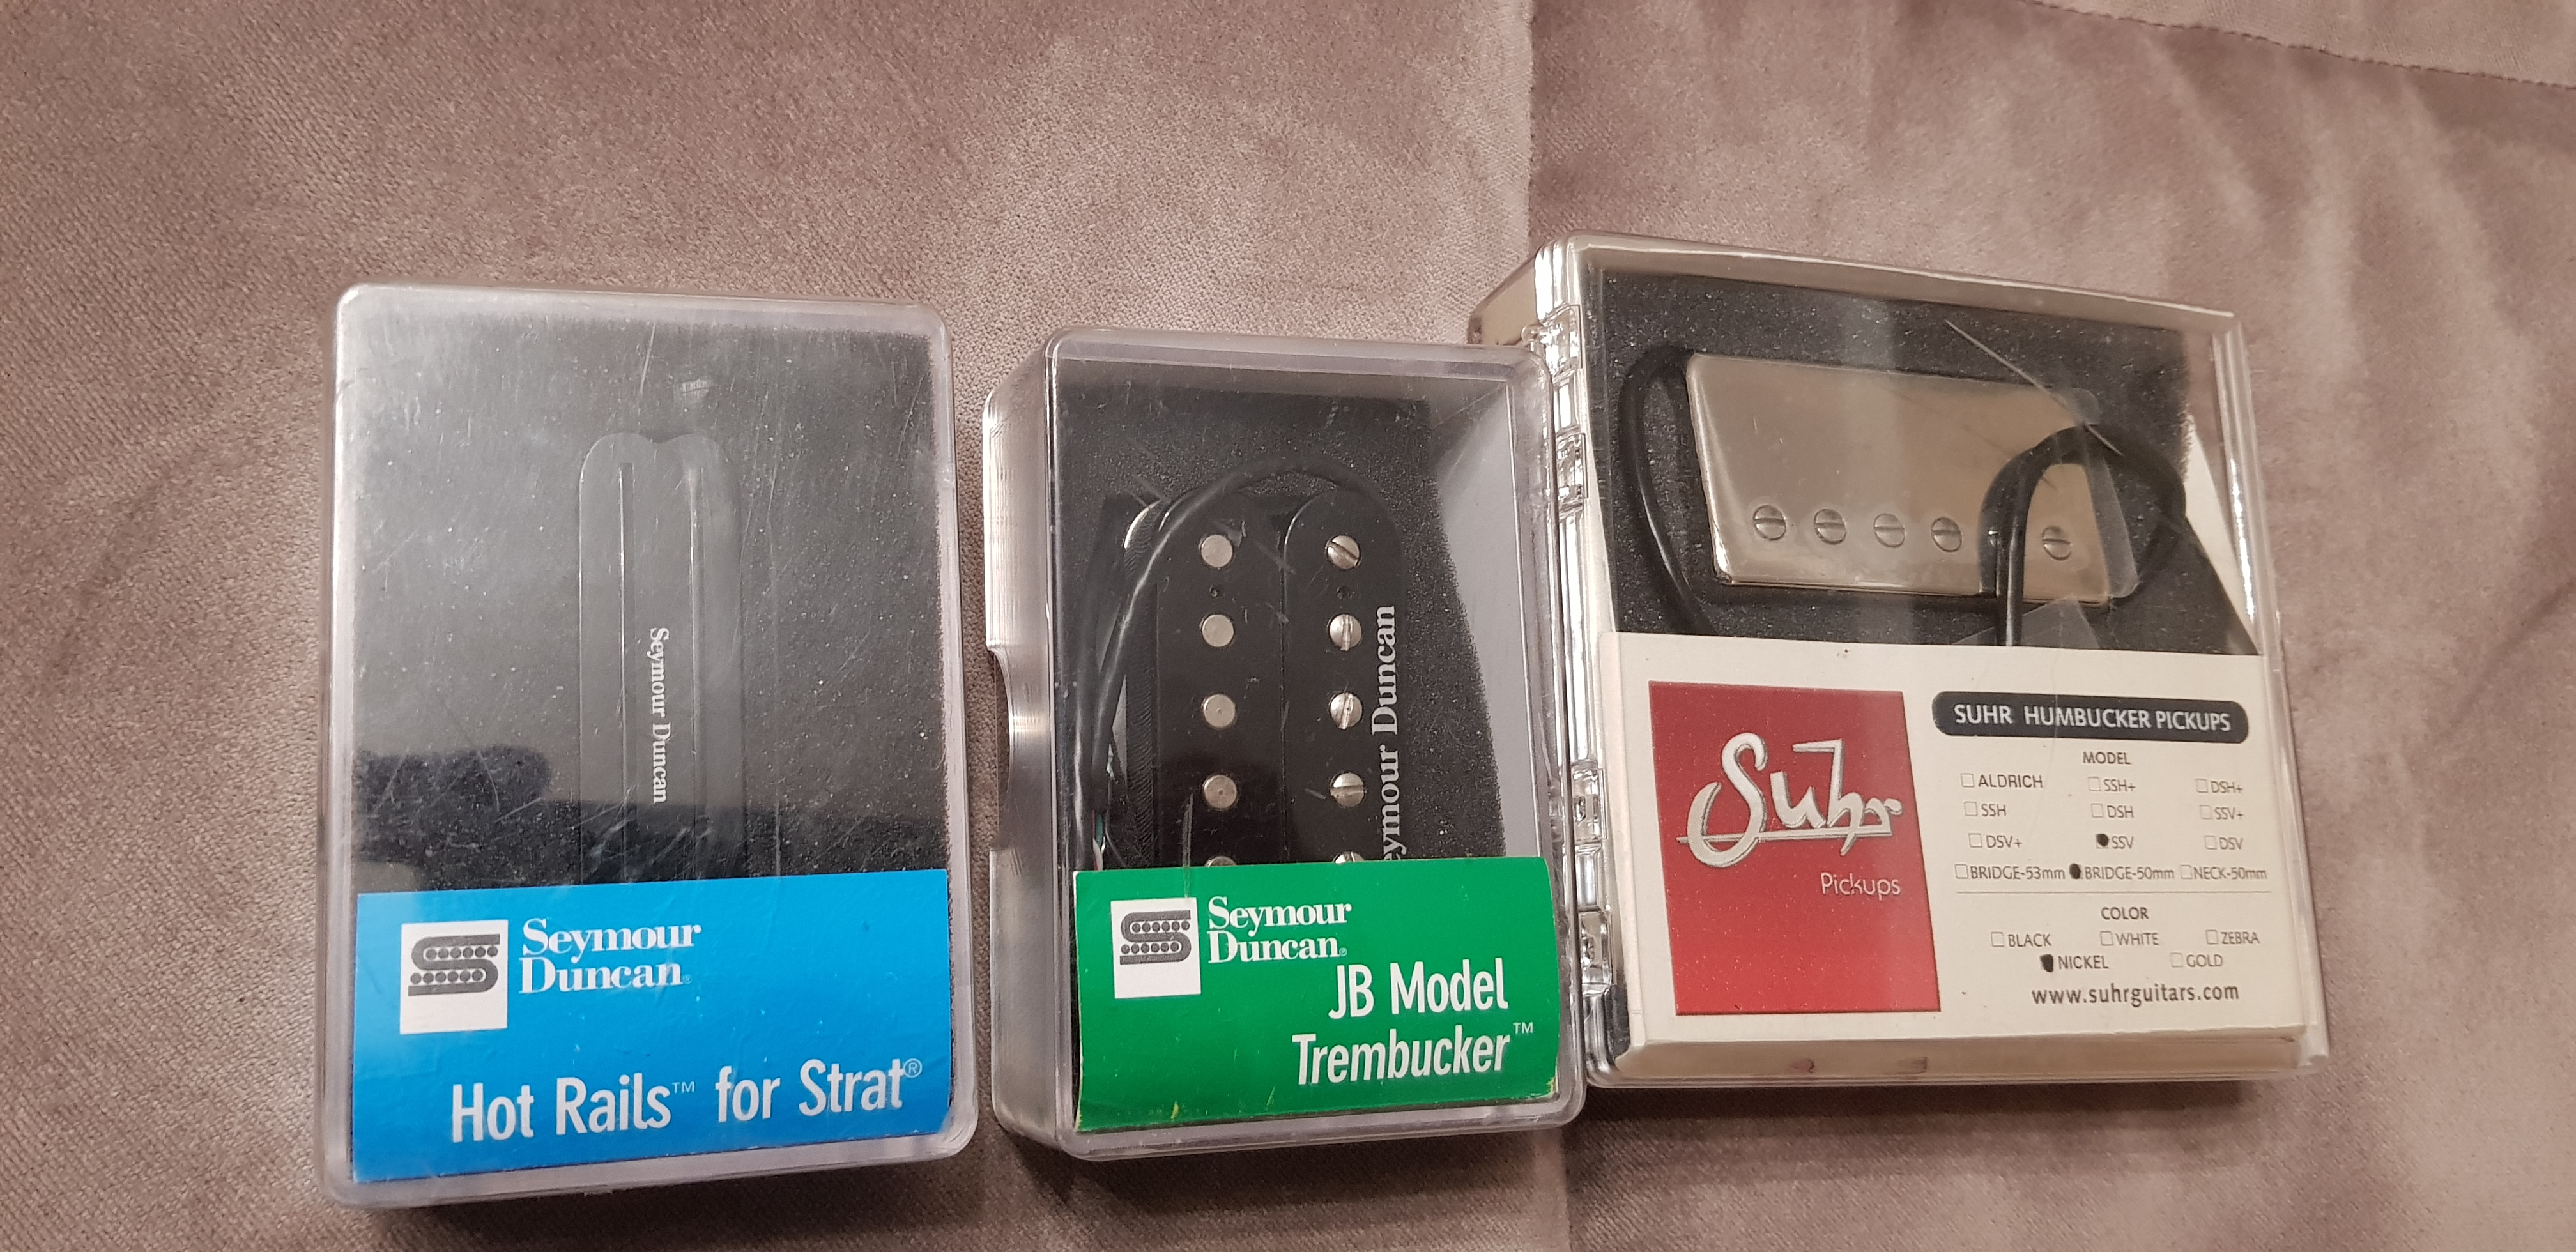 Seymour Duncan
Seymour
Duncan®
Hot Rails™ for Strat®
Seymour Duncan
Seymour
Duncan®
JB Model
Trembucker™
Suhr
Pickups
SUHR HUMBUCKER PICKUPS
MODEL
ALDRICH SSH+ DSH+
SSH DSH SSV+
DSV+ SSV DSV
BRIDGE-53mm BRIDGE-50mm NECK-50mm
COLOR
BLACK WHITE ZEBRA
NICKEL GOLD
www.suhrguitars.com